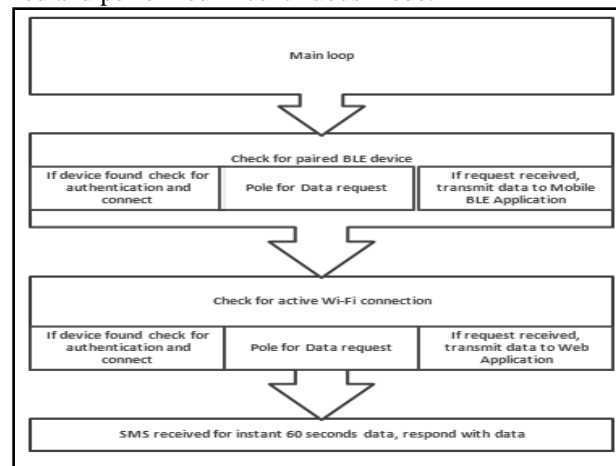 Main loop
Check for paired BLE device
If device found check for
authentication and
connect
Pole for Data request
If request received,
transmit data to Mobile
BLE Application
Check for active Wi-Fi connection
If device found check for
authentication and
connect
Pole for Data request
If request received,
transmit data to Web
Application
SMS received for instant 60 seconds data, respond with data